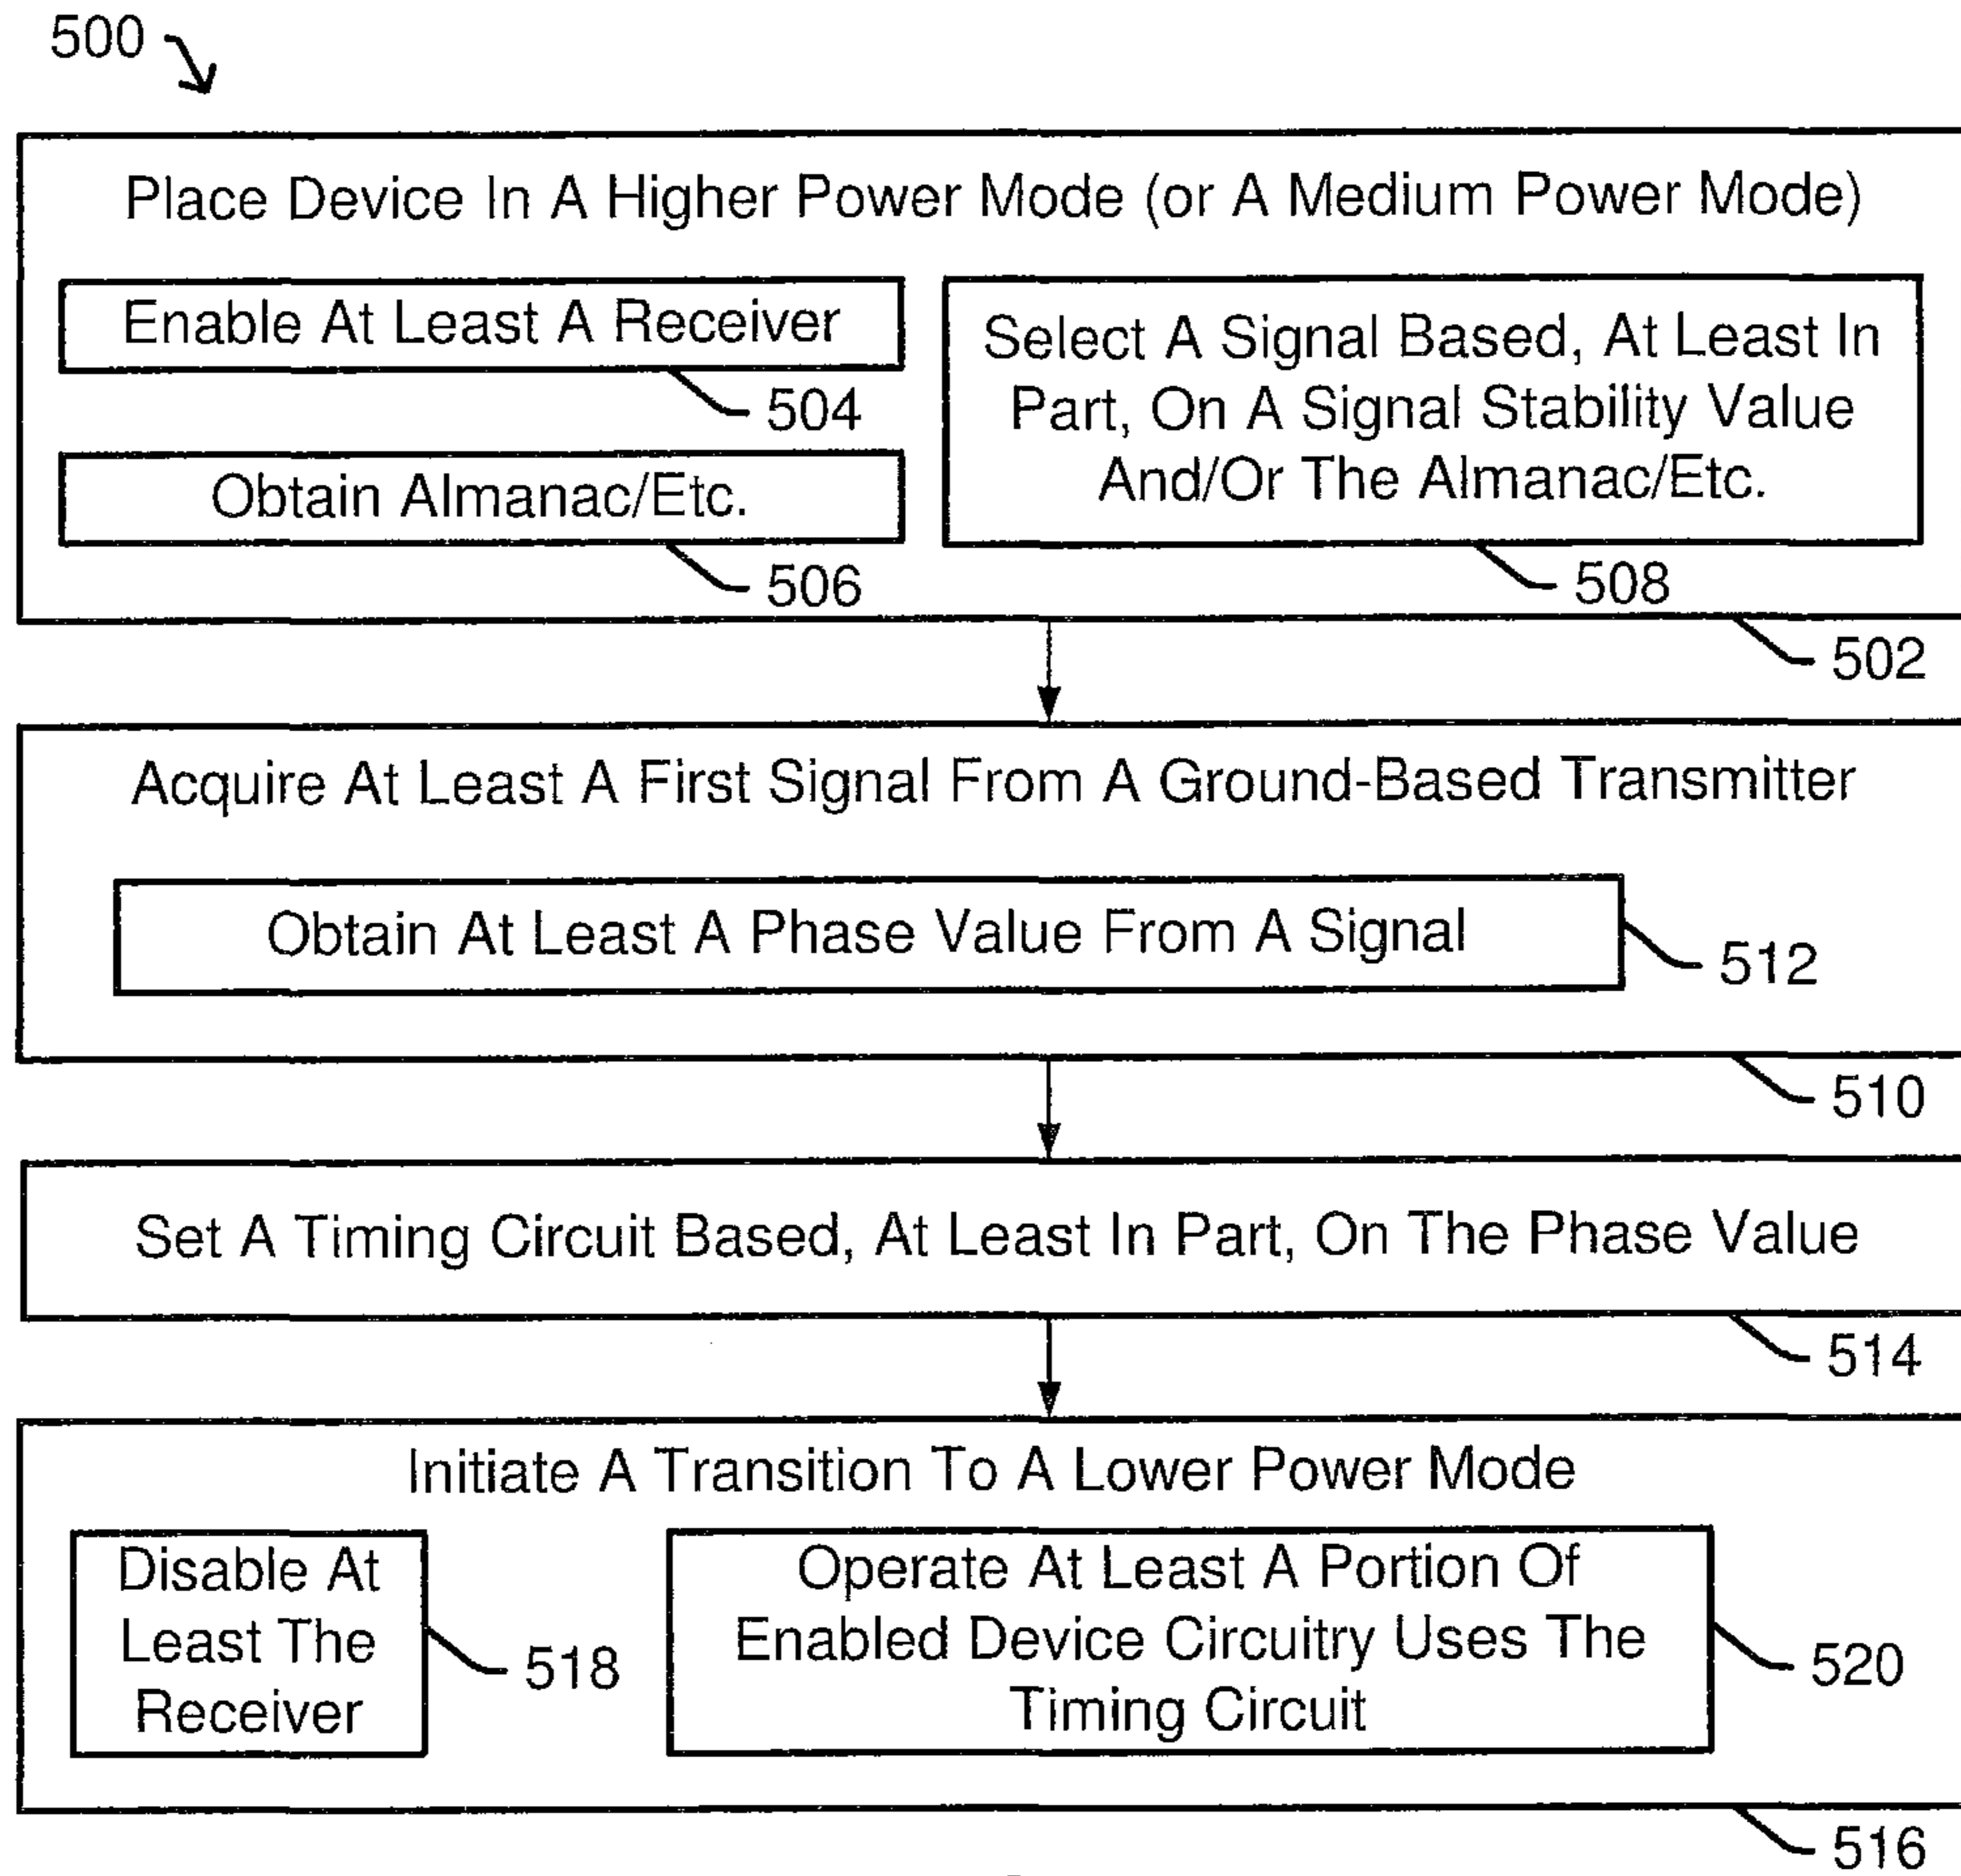 500
Place Device In A Higher Power Mode (or A Medium Power Mode)
Enable At Least A Receiver
504
Obtain Almanac/Etc.
506
Select A Signal Based, At Least In
Part, On A Signal Stability Value
And/Or The Almanac/Etc.
508
502
Acquire At Least A First Signal From A Ground-Based Transmitter
Obtain At Least A Phase Value From A Signal
512
510
Set A Timing Circuit Based, At Least In Part, On The Phase Value
514
Initiate A Transition To A Lower Power Mode
Disable At
Least The
Receiver
518
Operate At Least A Portion Of
Enabled Device Circuitry Uses The
Timing Circuit
520
516